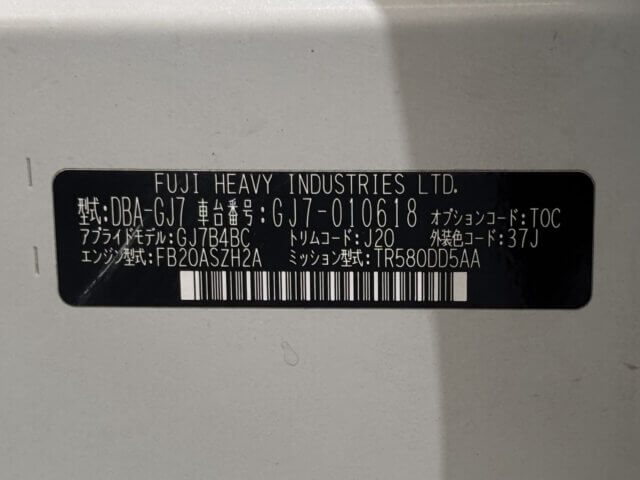 FUJI HEAVY INDUSTRIES LTD.
型式:DBA-GJ7 車台番号:GJ7-010618 オプションコード:TOC
アプライドモデル:GJ7B4BC トリムコード:J20 外装色コード:37J
エンジン型式:FB20ASZH2A ミッション型式:TR580DD5AA